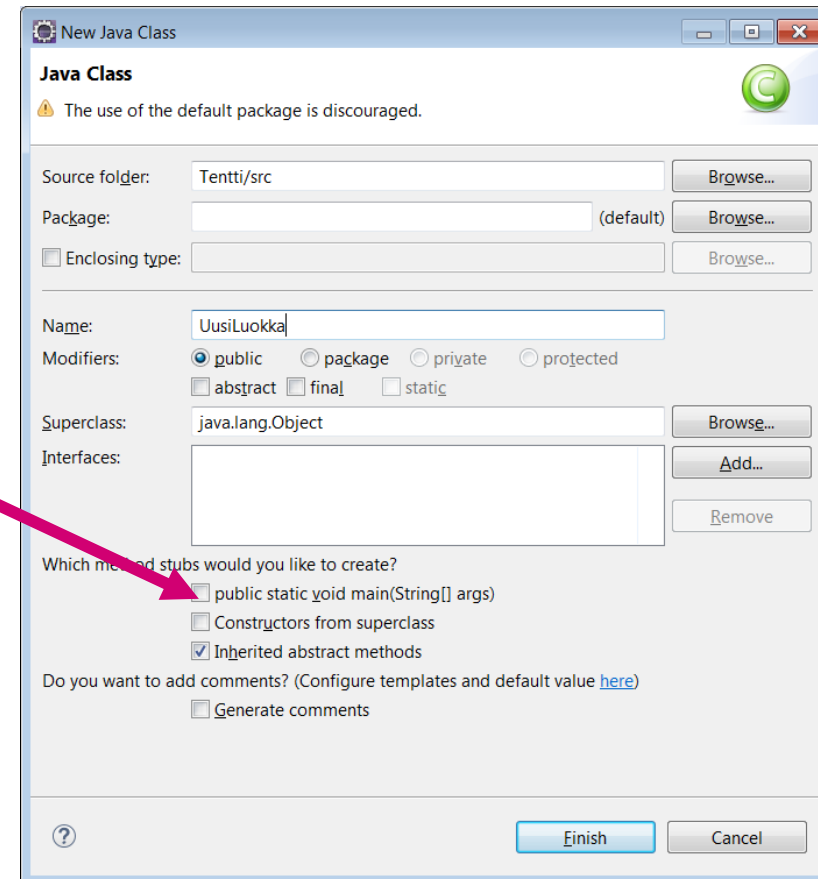 New Java Class
Java Class
The use of the default package is discouraged.
Source folder: Tentti/src Browse...
Package: (default) Browse...
Enclosing type: Browse...
Name: UusiLuokka
Modifiers: public package private protected
abstract final static
Superclass: java.lang.Object Browse...
Interfaces: Add...
Remove
Which method stubs would you like to create?
public static void main(String[] args)
Constructors from superclass
Inherited abstract methods
Do you want to add comments? (Configure templates and default value here)
Generate comments
? Finish Cancel